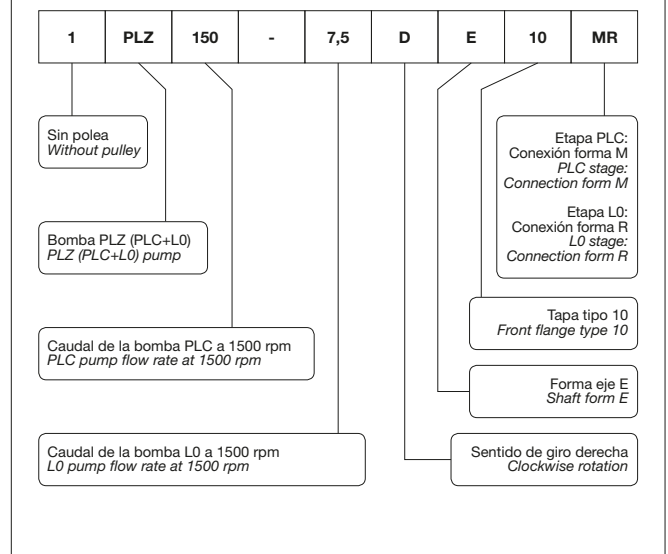 1 PLZ 150 - 7,5 D E 10 MR
Sin polea
Without pulley
Bomba PLZ (PLC+L0)
PLZ (PLC+L0) pump
Caudal de la bomba PLC a 1500 rpm
PLC pump flow rate at 1500 rpm
Caudal de la bomba L0 a 1500 rpm
L0 pump flow rate at 1500 rpm
Etapa PLC:
Conexión forma M
PLC stage:
Connection form M
Etapa L0:
Conexión forma R
L0 stage:
Connection form R
Tapa tipo 10
Front flange type 10
Forma eje E
Shaft form E
Sentido de giro derecha
Clockwise rotation